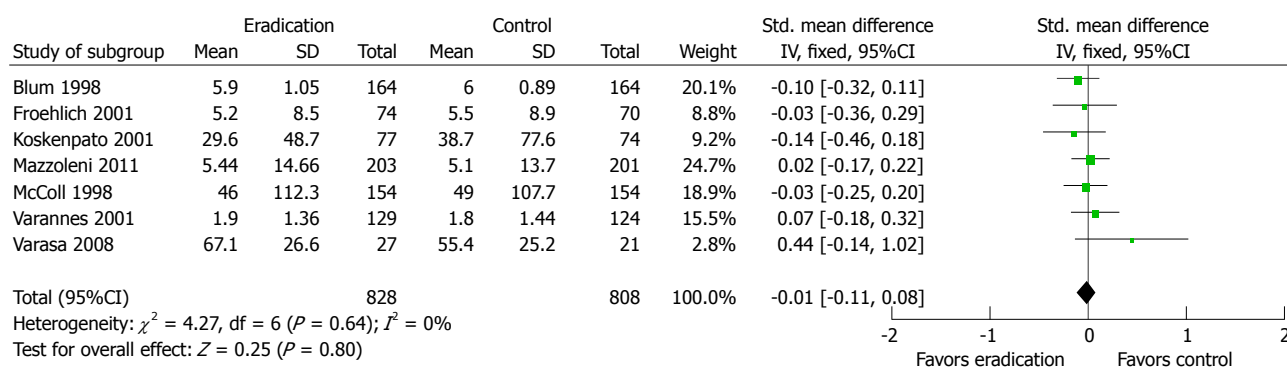 Eradication Control Std. mean difference Std. mean difference
Study of subgroup Mean SD Total Mean SD Total Weight IV, fixed, 95%CI IV, fixed, 95%CI
Blum 1998 5.9 1.05 164 6 0.89 164 20.1% -0.10 [-0.32, 0.11]
Froehlich 2001 5.2 8.5 74 5.5 8.9 70 8.8% -0.03 [-0.36, 0.29]
Koskenpato 2001 29.6 48.7 77 38.7 77.6 74 9.2% -0.14 [-0.46, 0.18]
Mazzoleni 2011 5.44 14.66 203 5.1 13.7 201 24.7% 0.02 [-0.17, 0.22]
McColl 1998 46 112.3 154 49 107.7 154 18.9% -0.03 [-0.25, 0.20]
Varannes 2001 1.9 1.36 129 1.8 1.44 124 15.5% 0.07 [-0.18, 0.32]
Varasa 2008 67.1 26.6 27 55.4 25.2 21 2.8% 0.44 [-0.14, 1.02]
Total (95%CI) 828 808 100.0% -0.01 [-0.11, 0.08]
Heterogeneity: χ² = 4.27, df = 6 (P = 0.64); I² = 0%
Test for overall effect: Z = 0.25 (P = 0.80)
-2 -1 0 1 2
Favors eradication Favors control